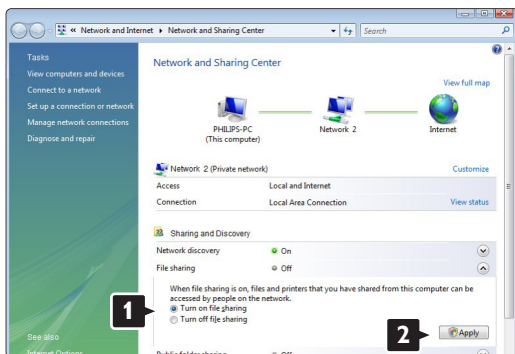 « Network and Internet ▸ Network and Sharing Center
Search
Tasks
View computers and devices
Connect to a network
Set up a connection or network
Manage network connections
Diagnose and repair
See also
Internet Options
Network and Sharing Center
View full map
PHILIPS-PC
(This computer)
Network 2
Internet
Network 2 (Private network)
Customize
Access Local and Internet
Connection Local Area Connection View status
Sharing and Discovery
Network discovery On
File sharing Off
When file sharing is on, files and printers that you have shared from this computer can be
accessed by people on the network.
1
Turn on file sharing
Turn off file sharing
2
Apply
Public folder sharing Off